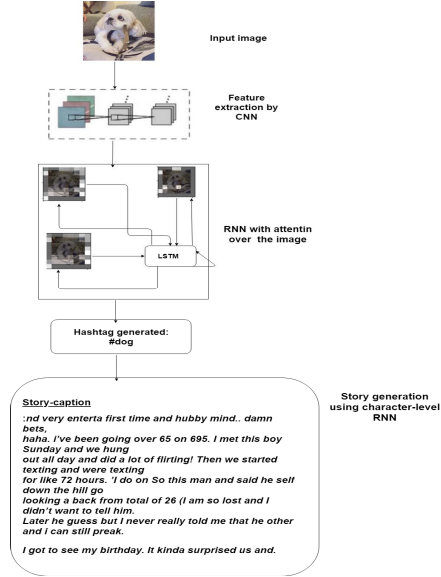 Input image
Feature
extraction by
CNN
RNN with attentin
over the image
LSTM
Hashtag generated:
#dog
Story generation
using character-level
RNN
Story-caption
:nd very enterta first time and hubby mind.. damn
bets,
haha. i've been going over 65 on 695. I met this boy
Sunday and we hung
out all day and did a lot of flirting! Then we started
texting and were texting
for like 72 hours. 'I do on So this man and said he self
down the hill go
looking a back from total of 26 (I am so lost and I
didn't want to tell him.
Later he guess but I never really told me that he other
and i can still preak.
I got to see my birthday. It kinda surprised us and.